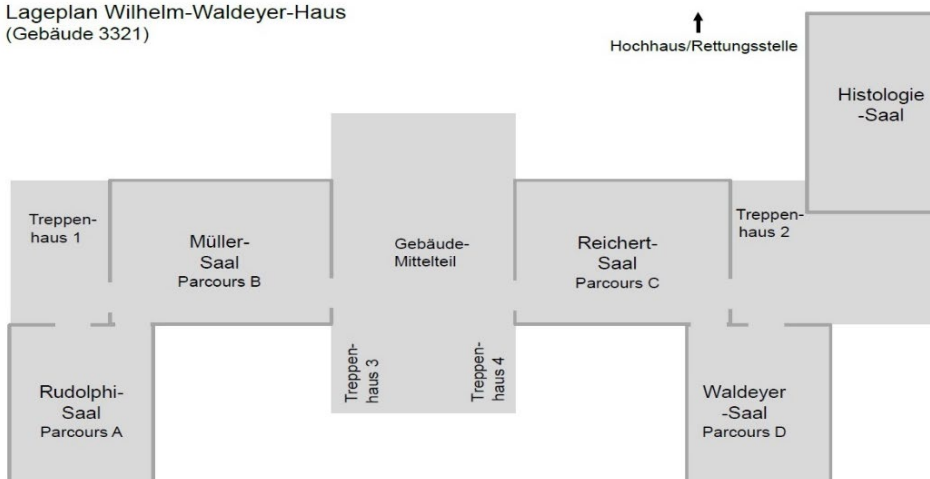 Lageplan Wilhelm-Waldeyer-Haus
(Gebäude 3321)
Hochhaus/Rettungsstelle
Histologie
-Saal
Treppen-
haus 1
Müller-
Saal
Parcours B
Gebäude-
Mittelteil
Reichert-
Saal
Parcours C
Treppen-
haus 2
Rudolphi-
Saal
Parcours A
Treppen-
haus 3
Treppen-
haus 4
Waldeyer
-Saal
Parcours D